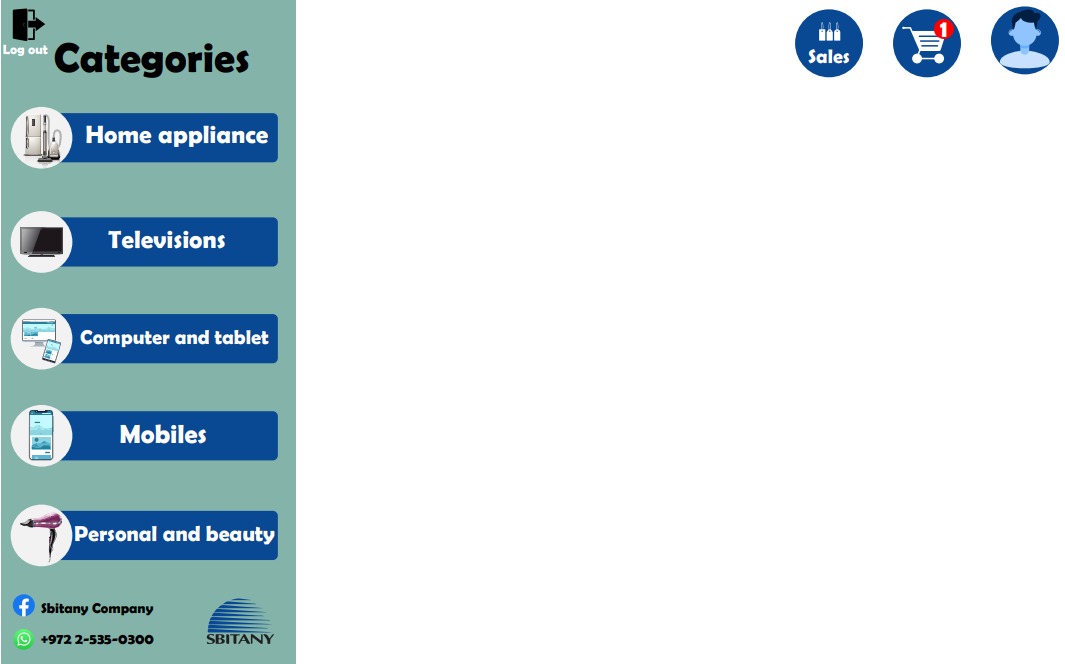 Log out
Categories
Home appliance
Televisions
Computer and tablet
Mobiles
Personal and beauty
Sbitany Company
+972 2-535-0300
SBITANY
Sales
1